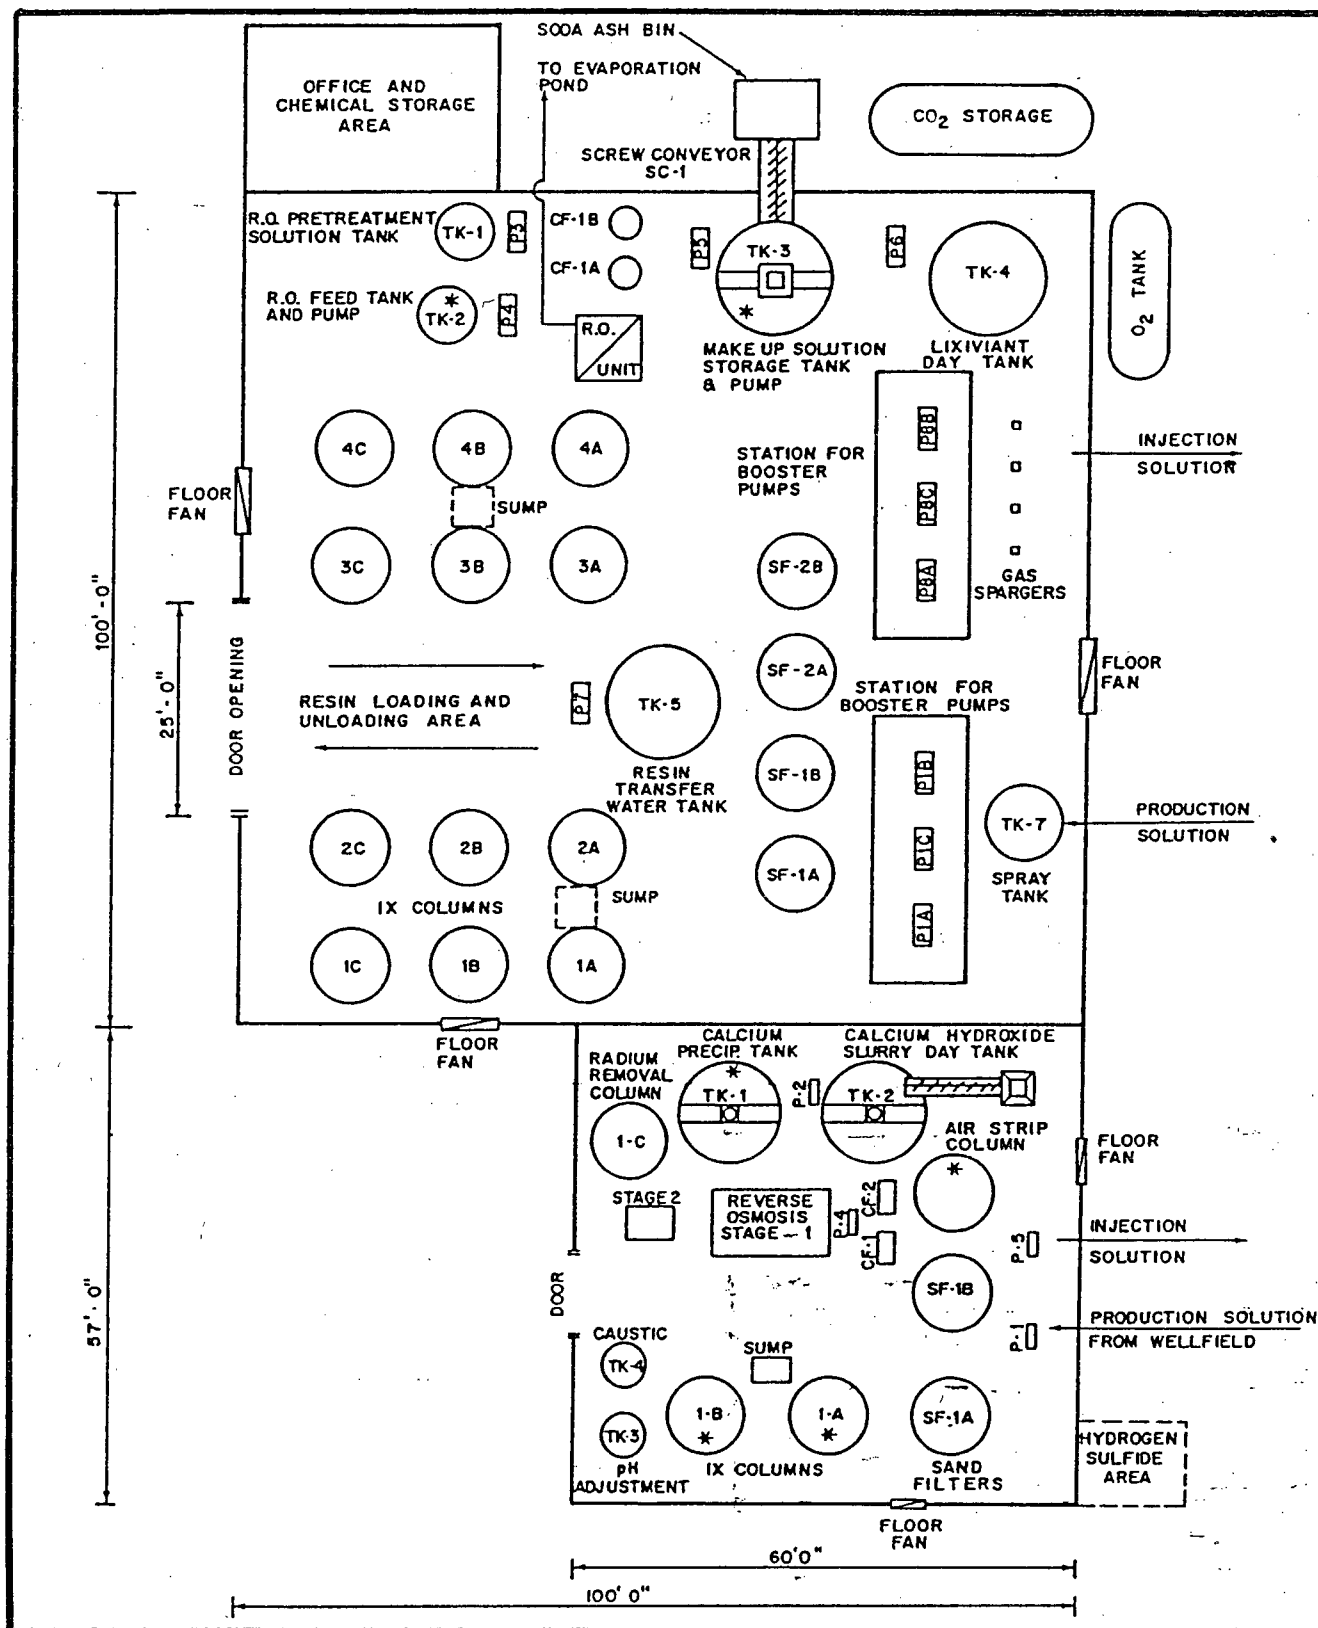 SODA ASH BIN
TO EVAPORATION
POND
OFFICE AND
CHEMICAL STORAGE
AREA
CO2 STORAGE
SCREW CONVEYOR
SC-1
R.O. PRETREATMENT
SOLUTION TANK
TK-1
P3
CF-1B
CF-1A
P5
TK-3
*
P6
TK-4
O2 TANK
R.O. FEED TANK
AND PUMP
*
TK-2
P4
R.O.
UNIT
MAKE UP SOLUTION
STORAGE TANK
& PUMP
LIXIVIANT
DAY TANK
4C
4B
4A
STATION FOR
BOOSTER
PUMPS
P8B
INJECTION
SOLUTION
FLOOR
FAN
SUMP
P8C
3C
3B
3A
SF-2B
P8A
GAS
SPARGERS
100'-0"
25'-0"
DOOR OPENING
RESIN LOADING AND
UNLOADING AREA
P7
TK-5
RESIN
TRANSFER
WATER TANK
SF-2A
STATION FOR
BOOSTER PUMPS
FLOOR
FAN
SF-1B
P1B
TK-7
SPRAY
TANK
PRODUCTION
SOLUTION
2C
2B
2A
SF-1A
P1C
IX COLUMNS
SUMP
P1A
1C
1B
1A
FLOOR
FAN
CALCIUM
PRECIP. TANK
CALCIUM HYDROXIDE
SLURRY DAY TANK
RADIUM
REMOVAL
COLUMN
*
TK-1
P-2
TK-2
1-C
AIR STRIP
COLUMN
*
FLOOR
FAN
STAGE 2
REVERSE
OSMOSIS
STAGE-1
P-4
CF-2
CF-1
P-5
INJECTION
SOLUTION
57'-0"
DOOR
SF-1B
P-1
PRODUCTION SOLUTION
FROM WELLFIELD
CAUSTIC
TK-4
SUMP
1-B
*
1-A
*
SF-1A
TK-3
pH
ADJUSTMENT
IX COLUMNS
SAND
FILTERS
HYDROGEN
SULFIDE
AREA
FLOOR
FAN
60'0"
100' 0"